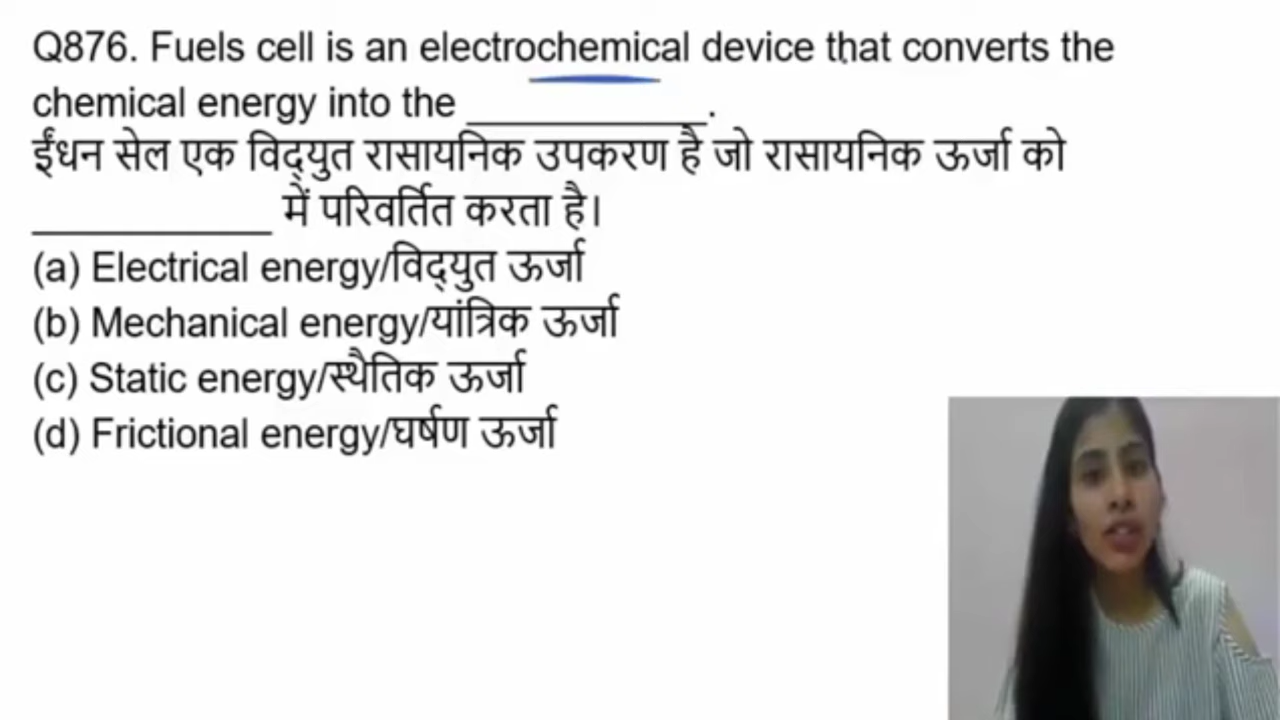 Q876. Fuels cell is an electrochemical device that converts the
chemical energy into the ____________.
ईंधन सेल एक विद्युत रासायनिक उपकरण है जो रासायनिक ऊर्जा को
____________ में परिवर्तित करता है।
(a) Electrical energy/विद्युत ऊर्जा
(b) Mechanical energy/यांत्रिक ऊर्जा
(c) Static energy/स्थैतिक ऊर्जा
(d) Frictional energy/घर्षण ऊर्जा